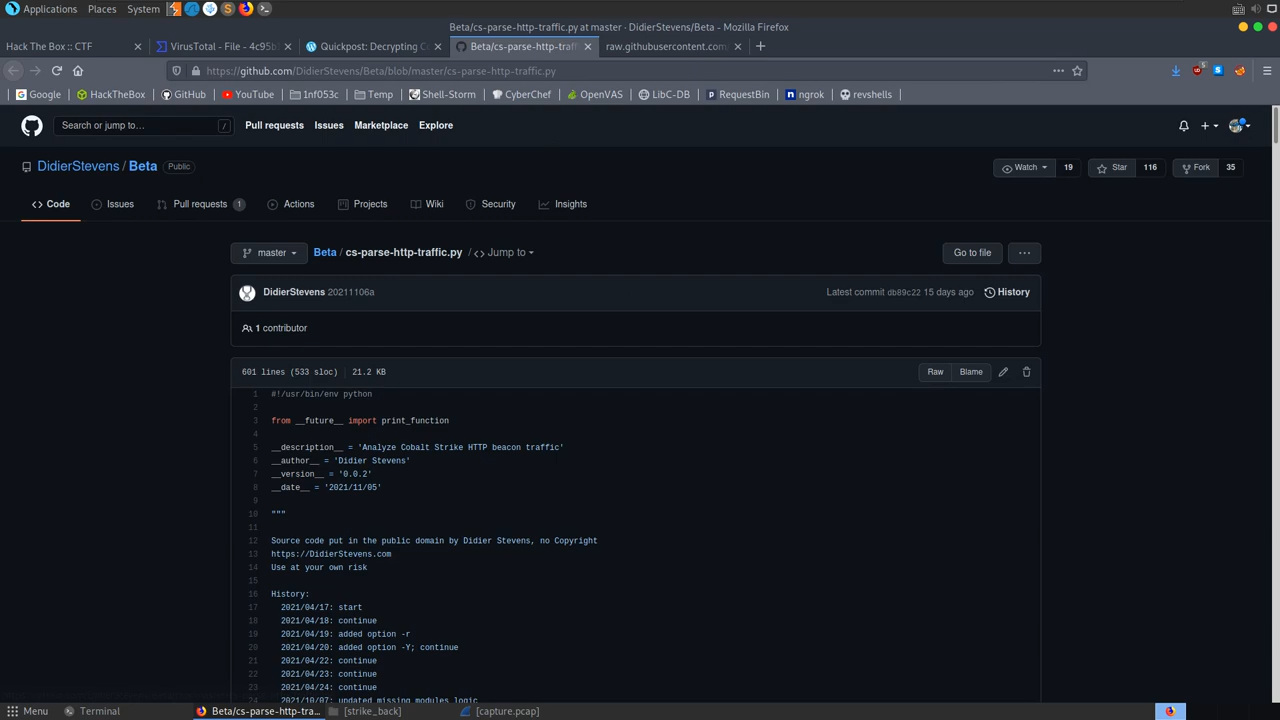 Applications Places System
Beta/cs-parse-http-traffic.py at master · DidierStevens/Beta - Mozilla Firefox
Hack The Box :: CTF
VirusTotal - File - 4c95b
Quickpost: Decrypting C
Beta/cs-parse-http-traff
raw.githubusercontent.com
https://github.com/DidierStevens/Beta/blob/master/cs-parse-http-traffic.py
5
Google HackTheBox GitHub YouTube 1nf053c Temp Shell-Storm CyberChef OpenVAS LibC-DB RequestBin ngrok revshells
Search or jump to… /
Pull requests Issues Marketplace Explore
DidierStevens / Beta Public
Watch 19 Star 116 Fork 35
Code Issues Pull requests 1 Actions Projects Wiki Security Insights
master Beta / cs-parse-http-traffic.py / <> Jump to Go to file ···
DidierStevens 20211106a Latest commit db89c22 15 days ago History
1 contributor
601 lines (533 sloc) 21.2 KB Raw Blame
1 #!/usr/bin/env python
2
3 from __future__ import print_function
4
5 __description__ = 'Analyze Cobalt Strike HTTP beacon traffic'
6 __author__ = 'Didier Stevens'
7 __version__ = '0.0.2'
8 __date__ = '2021/11/05'
9
10 """
11
12 Source code put in the public domain by Didier Stevens, no Copyright
13 https://DidierStevens.com
14 Use at your own risk
15
16 History:
17 2021/04/17: start
18 2021/04/18: continue
19 2021/04/19: added option -r
20 2021/04/20: added option -Y; continue
21 2021/04/22: continue
22 2021/04/23: continue
23 2021/04/24: continue
24 2021/10/07: updated missing modules logic
Menu Terminal Beta/cs-parse-http-tra... [strike_back] [capture.pcap]